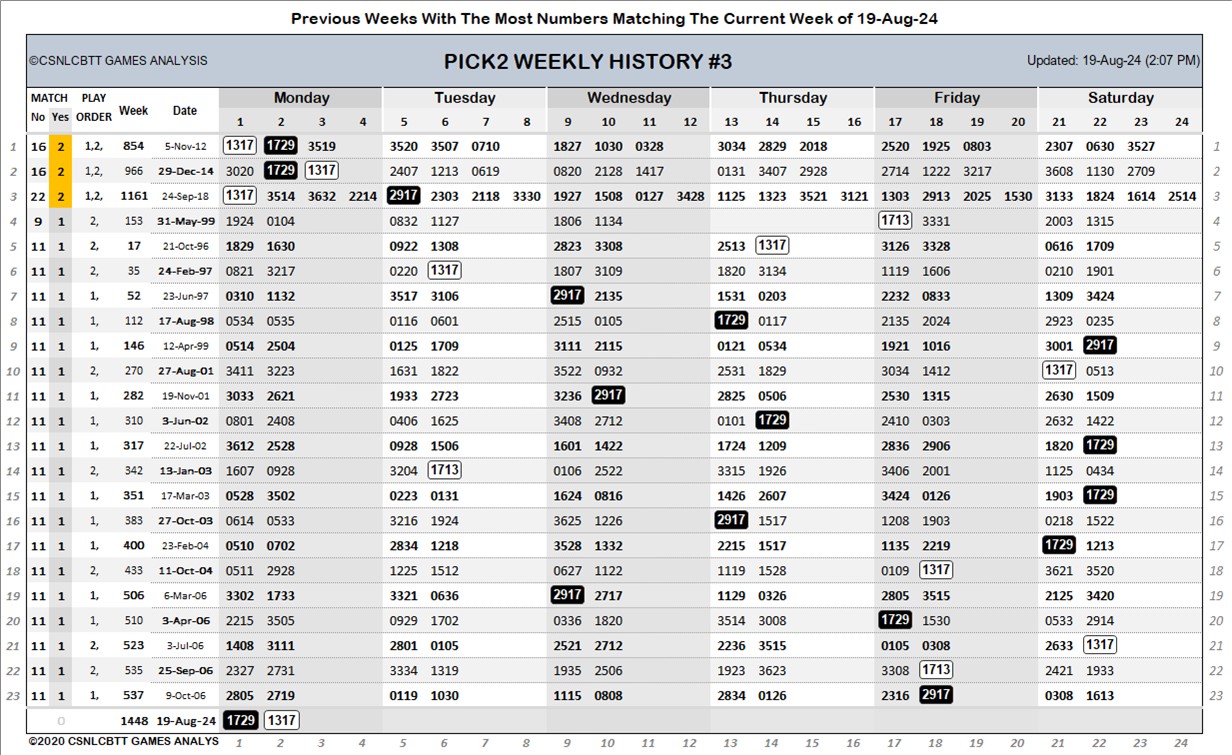 Previous Weeks With The Most Numbers Matching The Current Week of 19-Aug-24
©CSNLCBTT GAMES ANALYSIS PICK2 WEEKLY HISTORY #3 Updated: 19-Aug-24 (2:07 PM)
MATCH PLAY Week Date Monday Tuesday Wednesday Thursday Friday Saturday
No Yes ORDER 1 2 3 4 5 6 7 8 9 10 11 12 13 14 15 16 17 18 19 20 21 22 23 24
1 16 2 1,2, 854 5-Nov-12 1317 1729 3519 3520 3507 0710 1827 1030 0328 3034 2829 2018 2520 1925 0803 2307 0630 3527 1
2 16 2 1,2, 966 29-Dec-14 3020 1729 1317 2407 1213 0619 0820 2128 1417 0131 3407 2928 2714 1222 3217 3608 1130 2709 2
3 22 2 1,2, 1161 24-Sep-18 1317 3514 3632 2214 2917 2303 2118 3330 1927 1508 0127 3428 1125 1323 3521 3121 1303 2913 2025 1530 3133 1824 1614 2514 3
4 9 1 2, 153 31-May-99 1924 0104 0832 1127 1806 1134 1713 3331 2003 1315 4
5 11 1 2, 17 21-Oct-96 1829 1630 0922 1308 2823 3308 2513 1317 3126 3328 0616 1709 5
6 11 1 2, 35 24-Feb-97 0821 3217 0220 1317 1807 3109 1820 3134 1119 1606 0210 1901 6
7 11 1 1, 52 23-Jun-97 0310 1132 3517 3106 2917 2135 1531 0203 2232 0833 1309 3424 7
8 11 1 1, 112 17-Aug-98 0534 0535 0116 0601 2515 0105 1729 0117 2135 2024 2923 0235 8
9 11 1 1, 146 12-Apr-99 0514 2504 0125 1709 3111 2115 0121 0534 1921 1016 3001 2917 9
10 11 1 2, 270 27-Aug-01 3411 3223 1631 1822 3522 0932 2531 1829 3034 1412 1317 0513 10
11 11 1 1, 282 19-Nov-01 3033 2621 1933 2723 3236 2917 2825 0506 2530 1315 2630 1509 11
12 11 1 1, 310 3-Jun-02 0801 2408 0406 1625 3408 2712 0101 1729 2410 0303 2632 1422 12
13 11 1 1, 317 22-Jul-02 3612 2528 0928 1506 1601 1422 1724 1209 2836 2906 1820 1729 13
14 11 1 2, 342 13-Jan-03 1607 0928 3204 1713 0106 2522 3315 1926 3406 2001 1125 0434 14
15 11 1 1, 351 17-Mar-03 0528 3502 0223 0131 1624 0816 1426 2607 3424 0126 1903 1729 15
16 11 1 1, 383 27-Oct-03 0614 0533 3216 1924 3625 1226 2917 1517 1208 1903 0218 1522 16
17 11 1 1, 400 23-Feb-04 0510 0702 2834 1218 3528 1332 2215 1517 1135 2219 1729 1213 17
18 11 1 2, 433 11-Oct-04 0511 2928 1225 1512 0627 1122 1119 1528 0109 1317 3621 3520 18
19 11 1 1, 506 6-Mar-06 3302 1733 3321 0636 2917 2717 1129 0326 2805 3515 2125 3420 19
20 11 1 1, 510 3-Apr-06 2215 3505 0929 1702 0336 1820 3514 3008 1729 1530 0533 2914 20
21 11 1 2, 523 3-Jul-06 1408 3111 2801 0105 2521 2712 2236 3515 0105 0308 2633 1317 21
22 11 1 2, 535 25-Sep-06 2327 2731 3334 1319 1935 2506 1923 3623 3308 1713 2421 1933 22
23 11 1 1, 537 9-Oct-06 2805 2719 0119 1030 1115 0808 2834 0126 2316 2917 0308 1613 23
0 1448 19-Aug-24 1729 1317
©2020 CSNLCBTT GAMES ANALYS 1 2 3 4 5 6 7 8 9 10 11 12 13 14 15 16 17 18 19 20 21 22 23 24